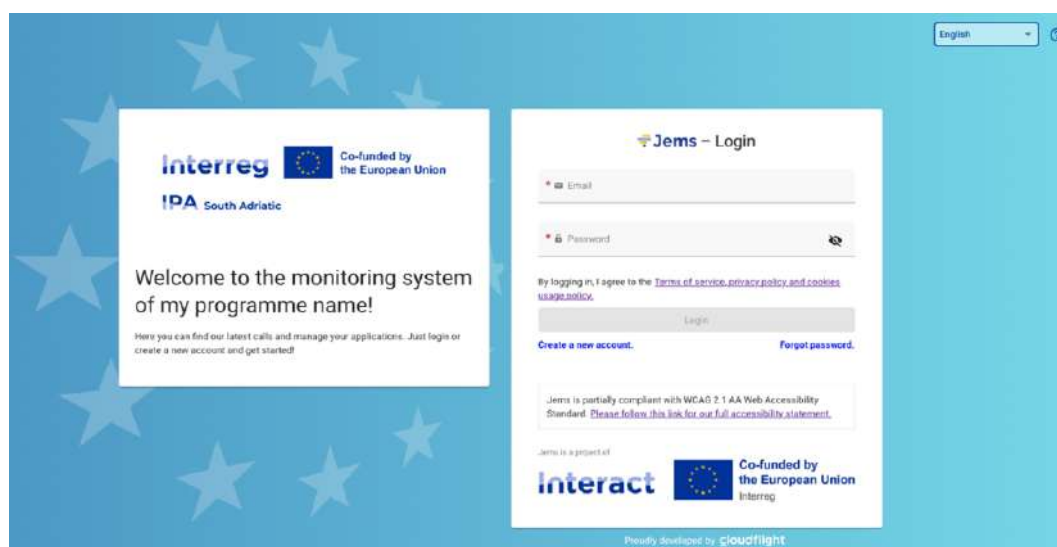 English
Interreg
Co-funded by
the European Union
IPA South Adriatic
Welcome to the monitoring system
of my programme name!
Here you can find our latest calls and manage your applications. Just login or
create a new account and get started!
Jems – Login
* Email
* Password
By logging in, I agree to the Terms of service, privacy policy and cookies
usage policy.
Login
Create a new account.
Forgot password.
Jems is partially compliant with WCAG 2.1 AA Web Accessibility
Standard. Please follow this link for our full accessibility statement.
Jems is a project of
Interact
Co-funded by
the European Union
Interreg
Proudly developed by cloudflight